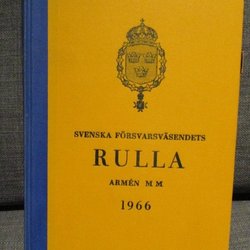 SVENSKA FÖRSVARSVÄSENDETS
RULLA
ARMÉN M M
1966